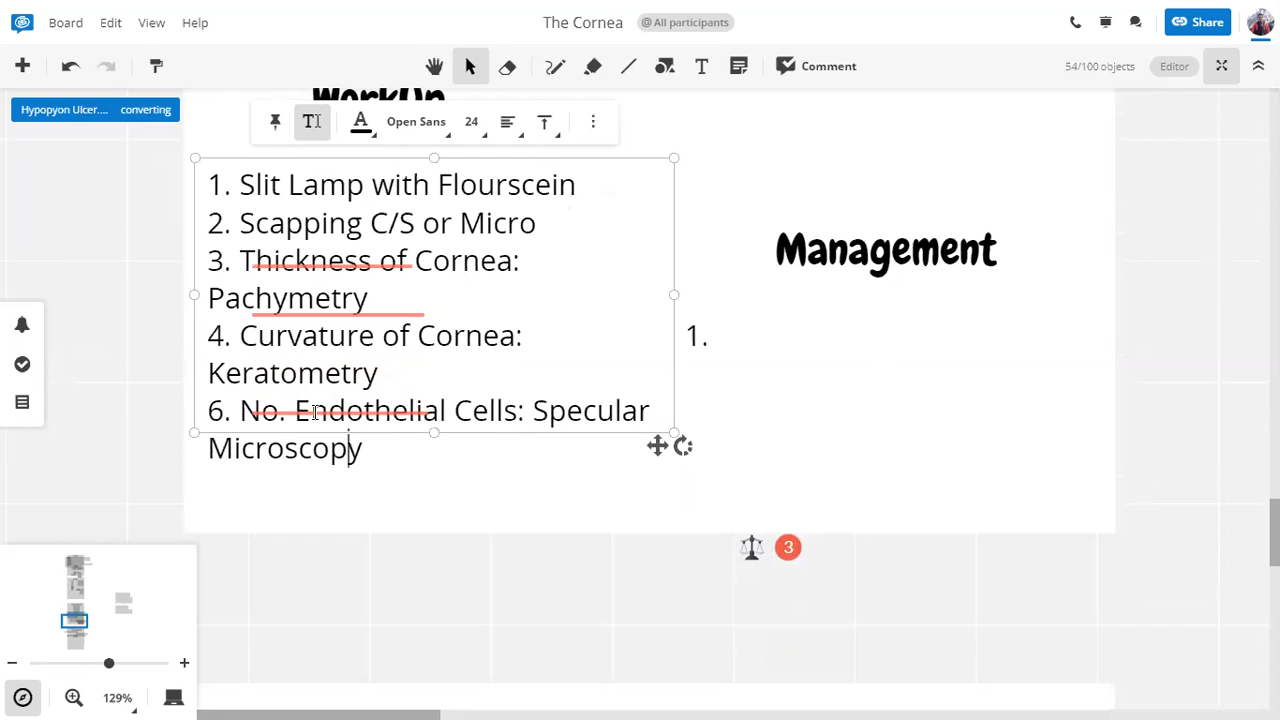 Board Edit View Help
The Cornea
@ All participants
Share
Comment
54/100 objects
Editor
Hypopyon Ulcer.... converting
WorkUp
Open Sans 24
1. Slit Lamp with Flourscein
2. Scapping C/S or Micro
3. Thickness of Cornea:
Pachymetry
4. Curvature of Cornea:
Keratometry
6. No. Endothelial Cells: Specular
Microscopy
Management
1.
3
129%